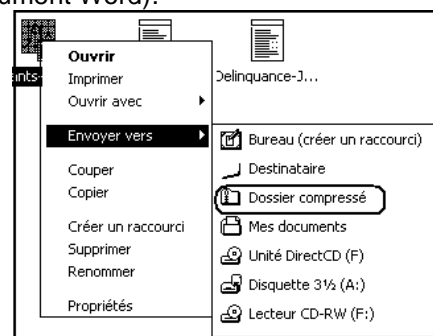 ument Word).
Ouvrir
Imprimer
Ouvrir avec
Envoyer vers
Couper
Copier
Créer un raccourci
Supprimer
Renommer
Propriétés
Delinquance-J...
Bureau (créer un raccourci)
Destinataire
Dossier compressé
Mes documents
Unité DirectCD (F)
Disquette 3½ (A:)
Lecteur CD-RW (F:)